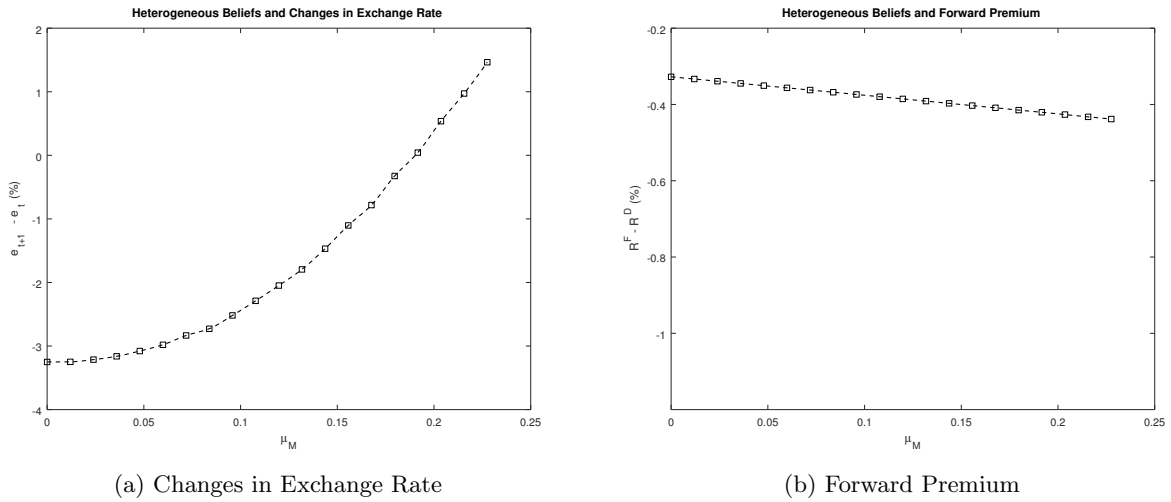 Heterogeneous Beliefs and Changes in Exchange Rate
2
1
0
-1
-2
-3
-4
e_{t+1} - e_t (%)
0 0.05 0.1 0.15 0.2 0.25
μ_M
(a) Changes in Exchange Rate
Heterogeneous Beliefs and Forward Premium
-0.2
-0.4
-0.6
-0.8
-1
R^F - R^D (%)
0 0.05 0.1 0.15 0.2 0.25
μ_M
(b) Forward Premium